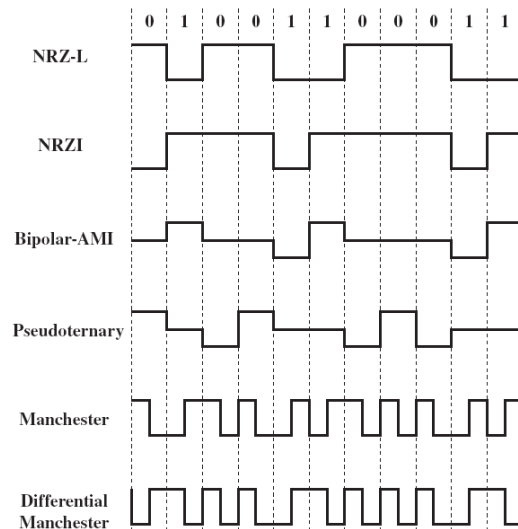 0 1 0 0 1 1 0 0 0 1 1
NRZ-L
NRZI
Bipolar-AMI
Pseudoternary
Manchester
Differential
Manchester